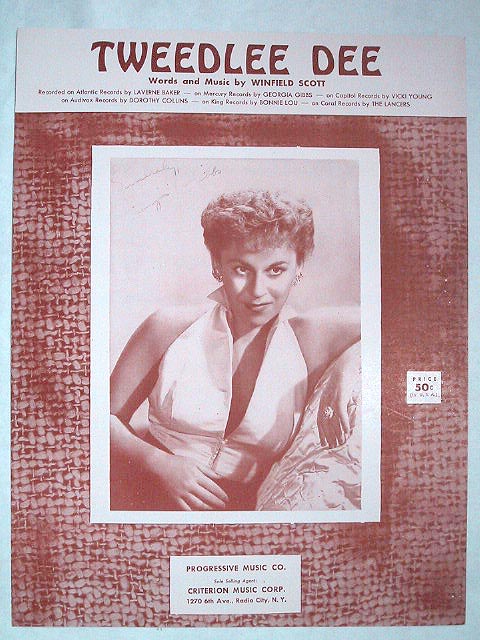 TWEEDLEE DEE
Words and Music by WINFIELD SCOTT
Recorded on Atlantic Records by LAVERNE BAKER — on Mercury Records by GEORGIA GIBBS — on Capitol Records by VICKI YOUNG
on Audivox Records by DOROTHY COLLINS — on King Records by BONNIE LOU — on Coral Records by THE LANCERS
Sincerely,
PRICE
50c
(In U.S.A.)
PROGRESSIVE MUSIC CO.
Sole Selling Agent:
CRITERION MUSIC CORP.
1270 6th Ave., Radio City, N. Y.